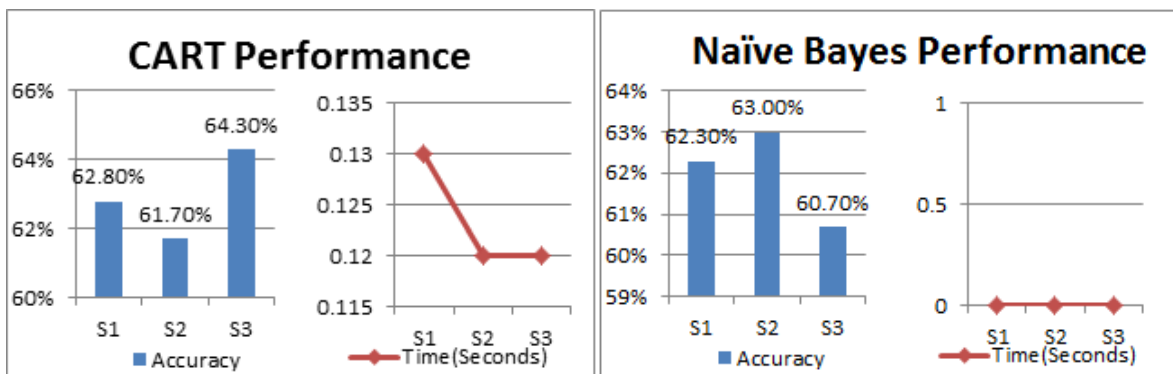 CART Performance
66%
64%
62%
60%
62.80%
61.70%
64.30%
S1 S2 S3
Accuracy
0.135
0.13
0.125
0.12
0.115
S1 S2 S3
Time(Seconds)
Naïve Bayes Performance
64%
63%
62%
61%
60%
59%
62.30%
63.00%
60.70%
S1 S2 S3
Accuracy
1
0.5
0
S1 S2 S3
Time(Seconds)